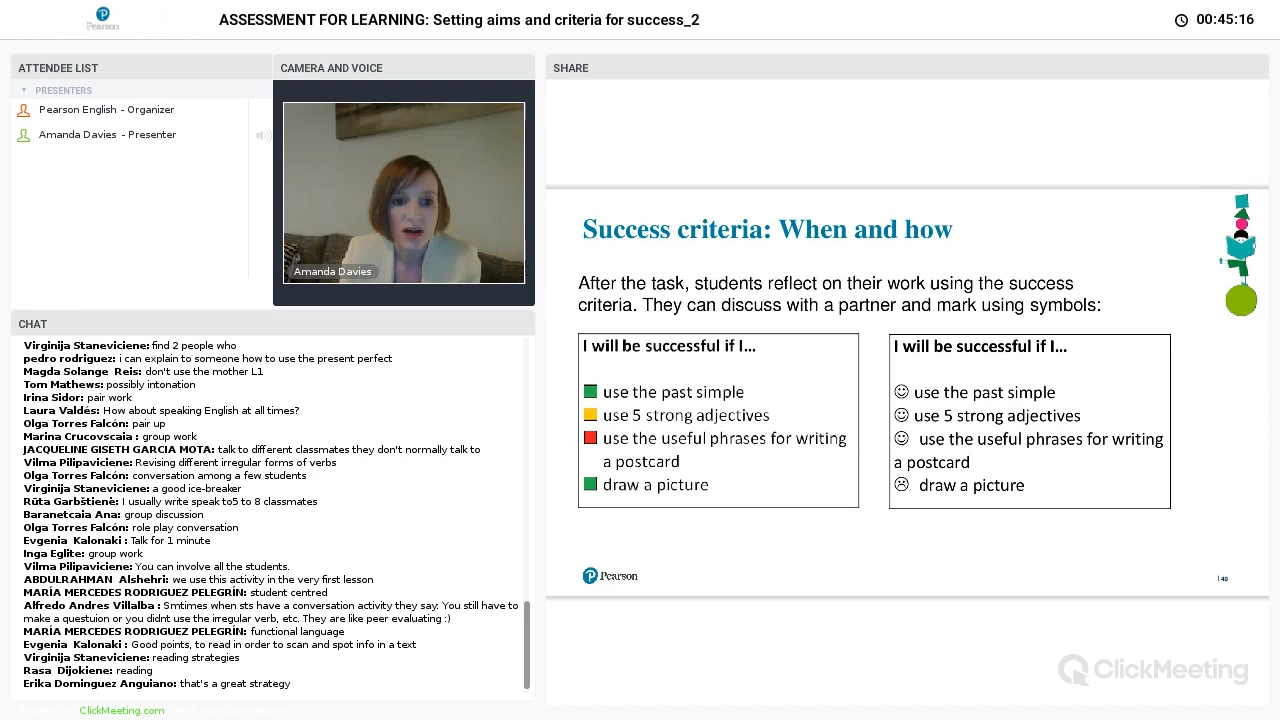 Pearson
ASSESSMENT FOR LEARNING: Setting aims and criteria for success_2
00:45:16
ATTENDEE LIST
PRESENTERS
Pearson English - Organizer
Amanda Davies - Presenter
CAMERA AND VOICE
Amanda Davies
CHAT
Virginija Staneviciene: find 2 people who
pedro rodriguez: i can explain to someone how to use the present perfect
Magda Solange Reis: don't use the mother L1
Tom Mathews: possibly intonation
Irina Sidor: pair work
Laura Valdés: How about speaking English at all times?
Olga Torres Falcón: pair up
Marina Crucovscaia : group work
JACQUELINE GISETH GARCIA MOTA: talk to different classmates they don't normally talk to
Vilma Pilipaviciene: Revising different irregular forms of verbs
Olga Torres Falcón: conversation among a few students
Virginija Staneviciene: a good ice-breaker
Rūta Garbštienė: I usually write speak to5 to 8 classmates
Baranetcaia Ana: group discussion
Olga Torres Falcón: role play conversation
Evgenia Kalonaki : Talk for 1 minute
Inga Eglite: group work
Vilma Pilipaviciene: You can involve all the students.
ABDULRAHMAN Alshehri: we use this activity in the very first lesson
MARÍA MERCEDES RODRIGUEZ PELEGRÍN: student centred
Alfredo Andres Villalba : Smtimes when sts have a conversation activity they say: You still have to
make a questuion or you didnt use the irregular verb, etc. They are like peer evaluating :)
MARÍA MERCEDES RODRIGUEZ PELEGRÍN: functional language
Evgenia Kalonaki : Good points, to read in order to scan and spot info in a text
Virginija Staneviciene: reading strategies
Rasa Dijokiene: reading
Erika Dominguez Anguiano: that's a great strategy
ClickMeeting.com
SHARE
Success criteria: When and how
After the task, students reflect on their work using the success
criteria. They can discuss with a partner and mark using symbols:
I will be successful if I...
use the past simple
use 5 strong adjectives
use the useful phrases for writing
a postcard
draw a picture
I will be successful if I...
use the past simple
use 5 strong adjectives
use the useful phrases for writing
a postcard
draw a picture
Pearson
49
ClickMeeting